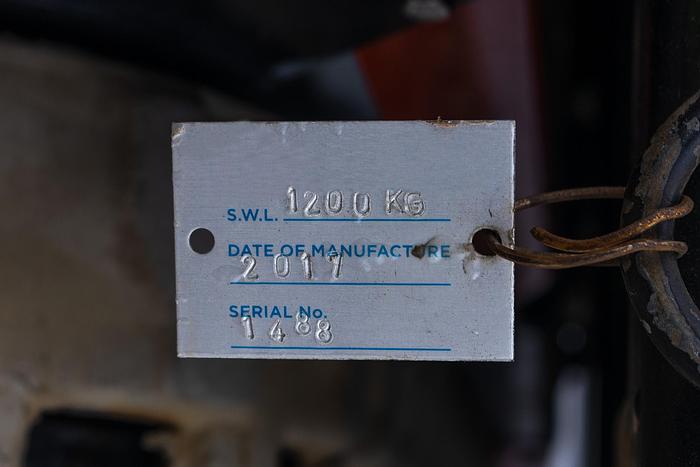 S.W.L. 1200 KG
DATE OF MANUFACTURE
2017
SERIAL No.
1488